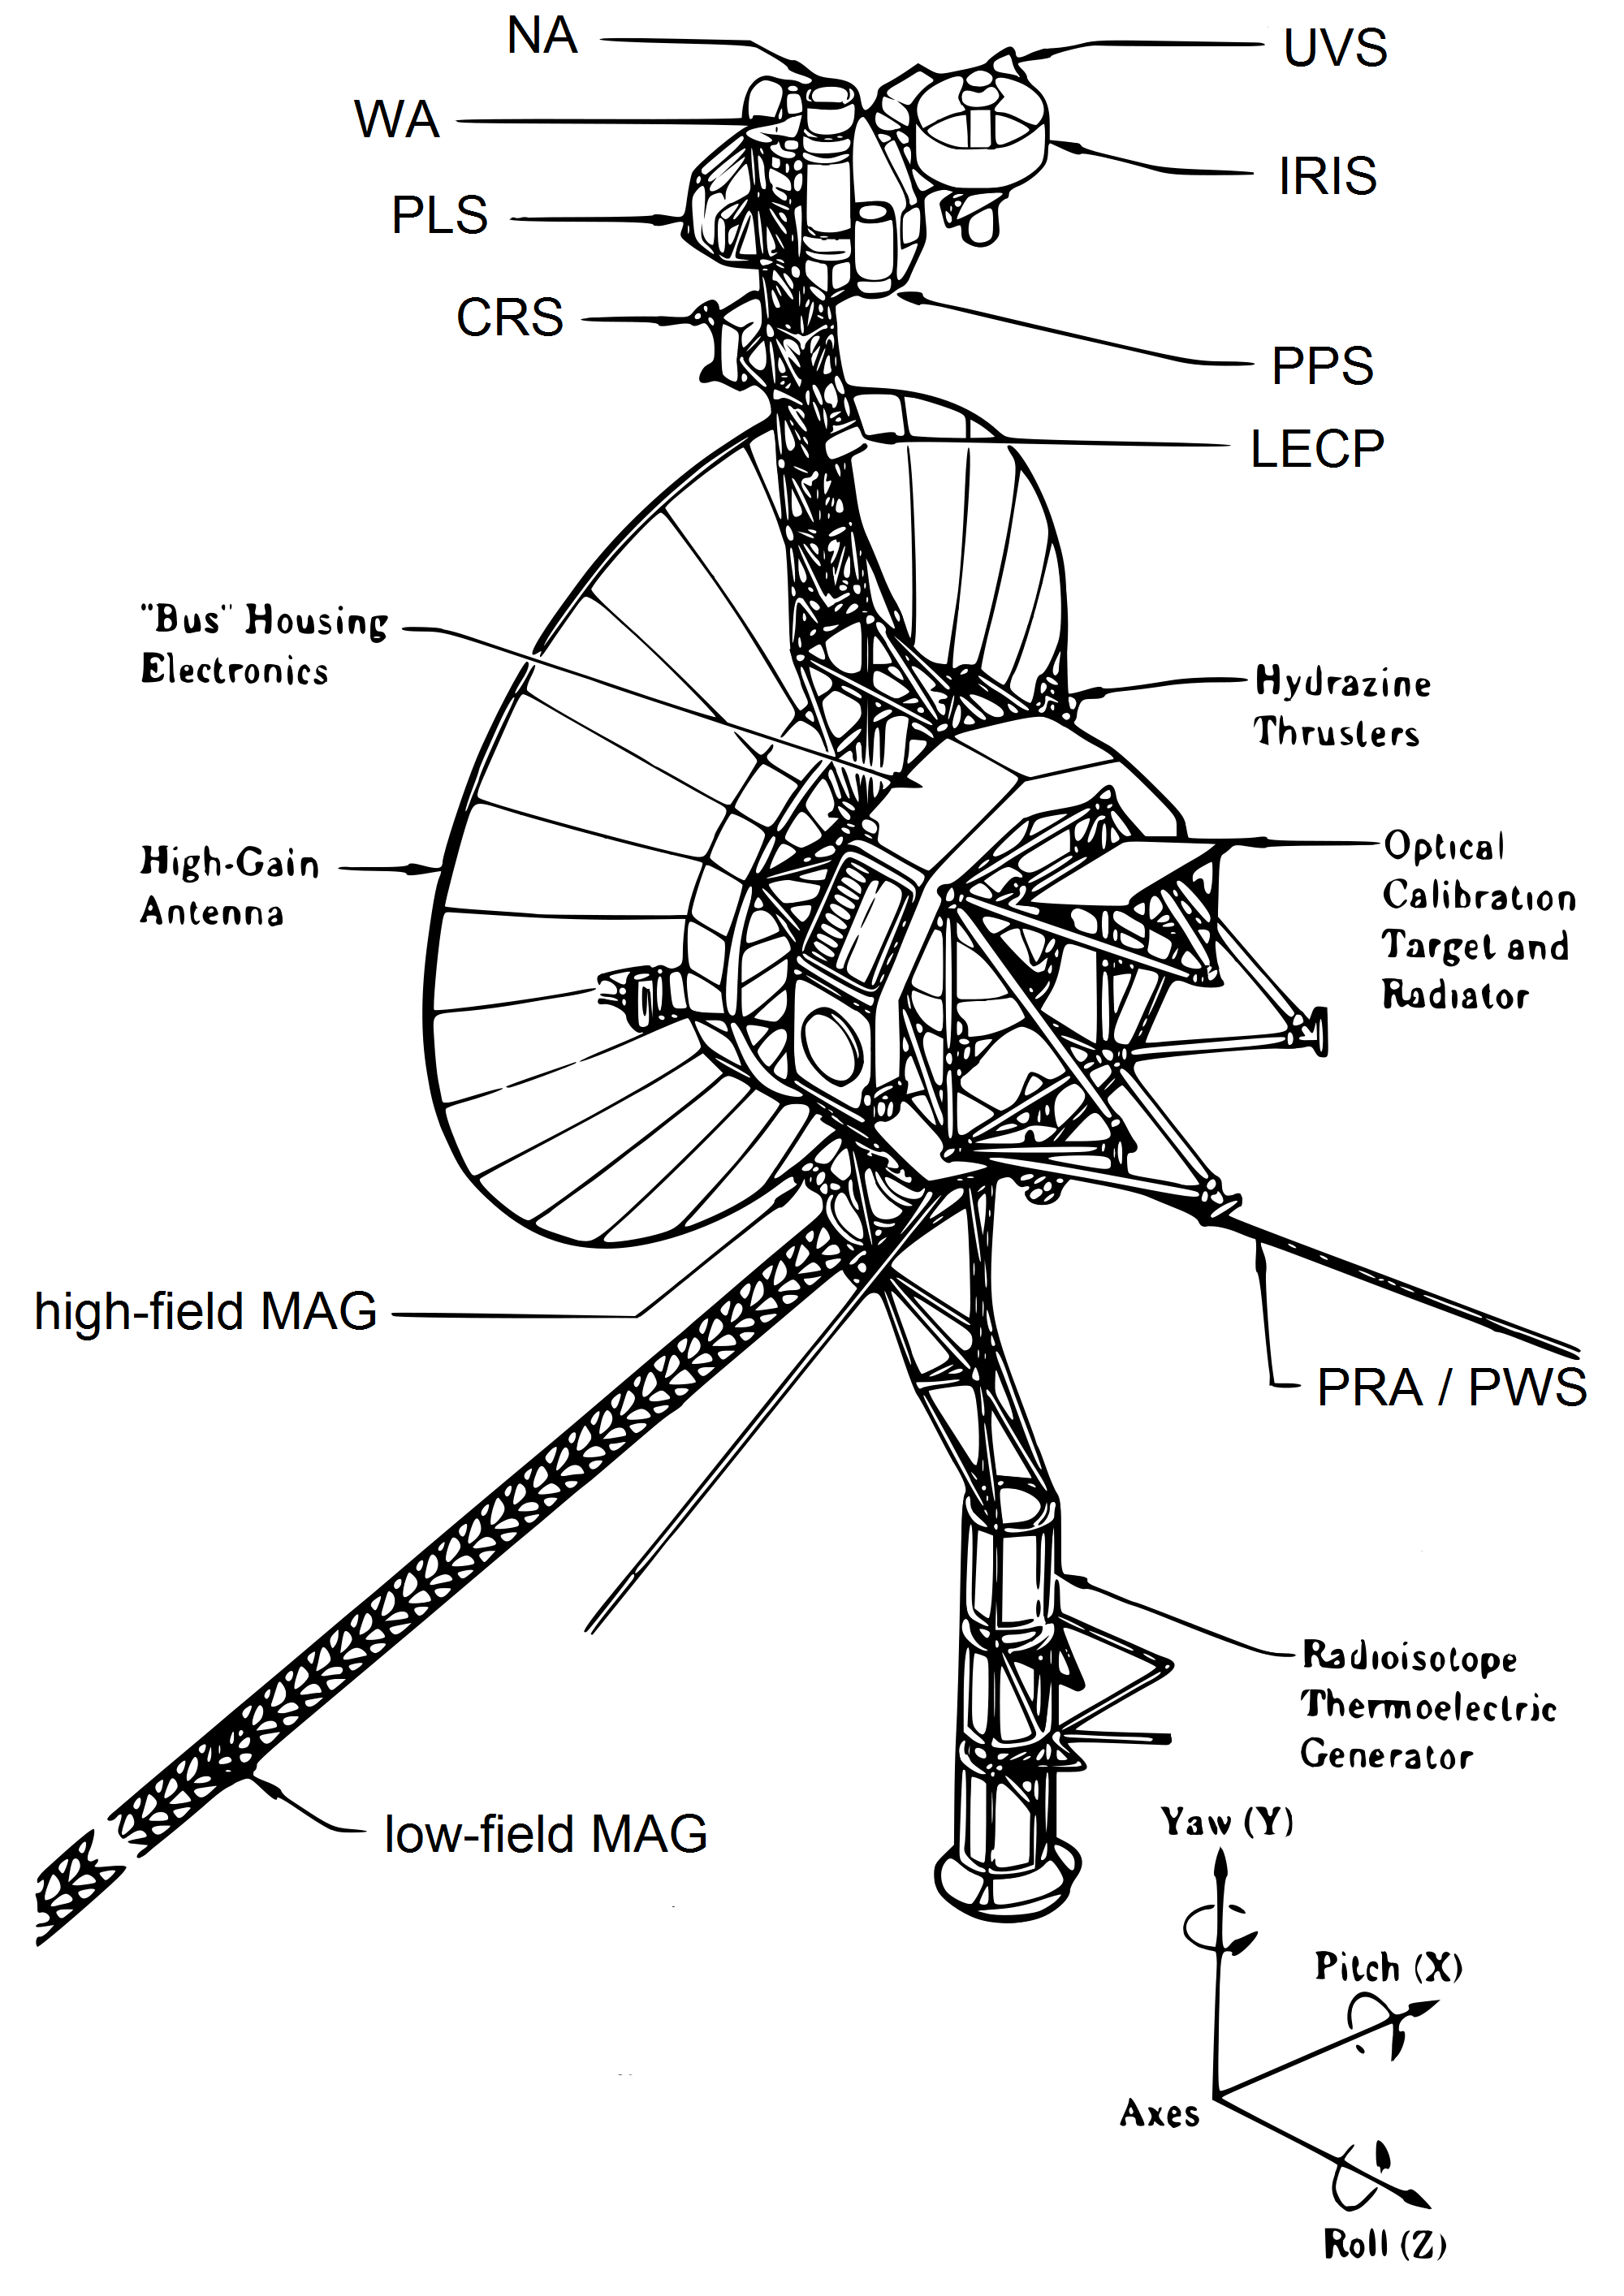 NA
UVS
WA
IRIS
PLS
CRS
PPS
LECP
"Bus" Housing
Electronics
Hydrazine
Thrusters
High-Gain
Antenna
Optical
Calibration
Target and
Radiator
high-field MAG
PRA / PWS
Radioisotope
Thermoelectric
Generator
low-field MAG
Yaw (Y)
Pitch (X)
Axes
Roll (Z)